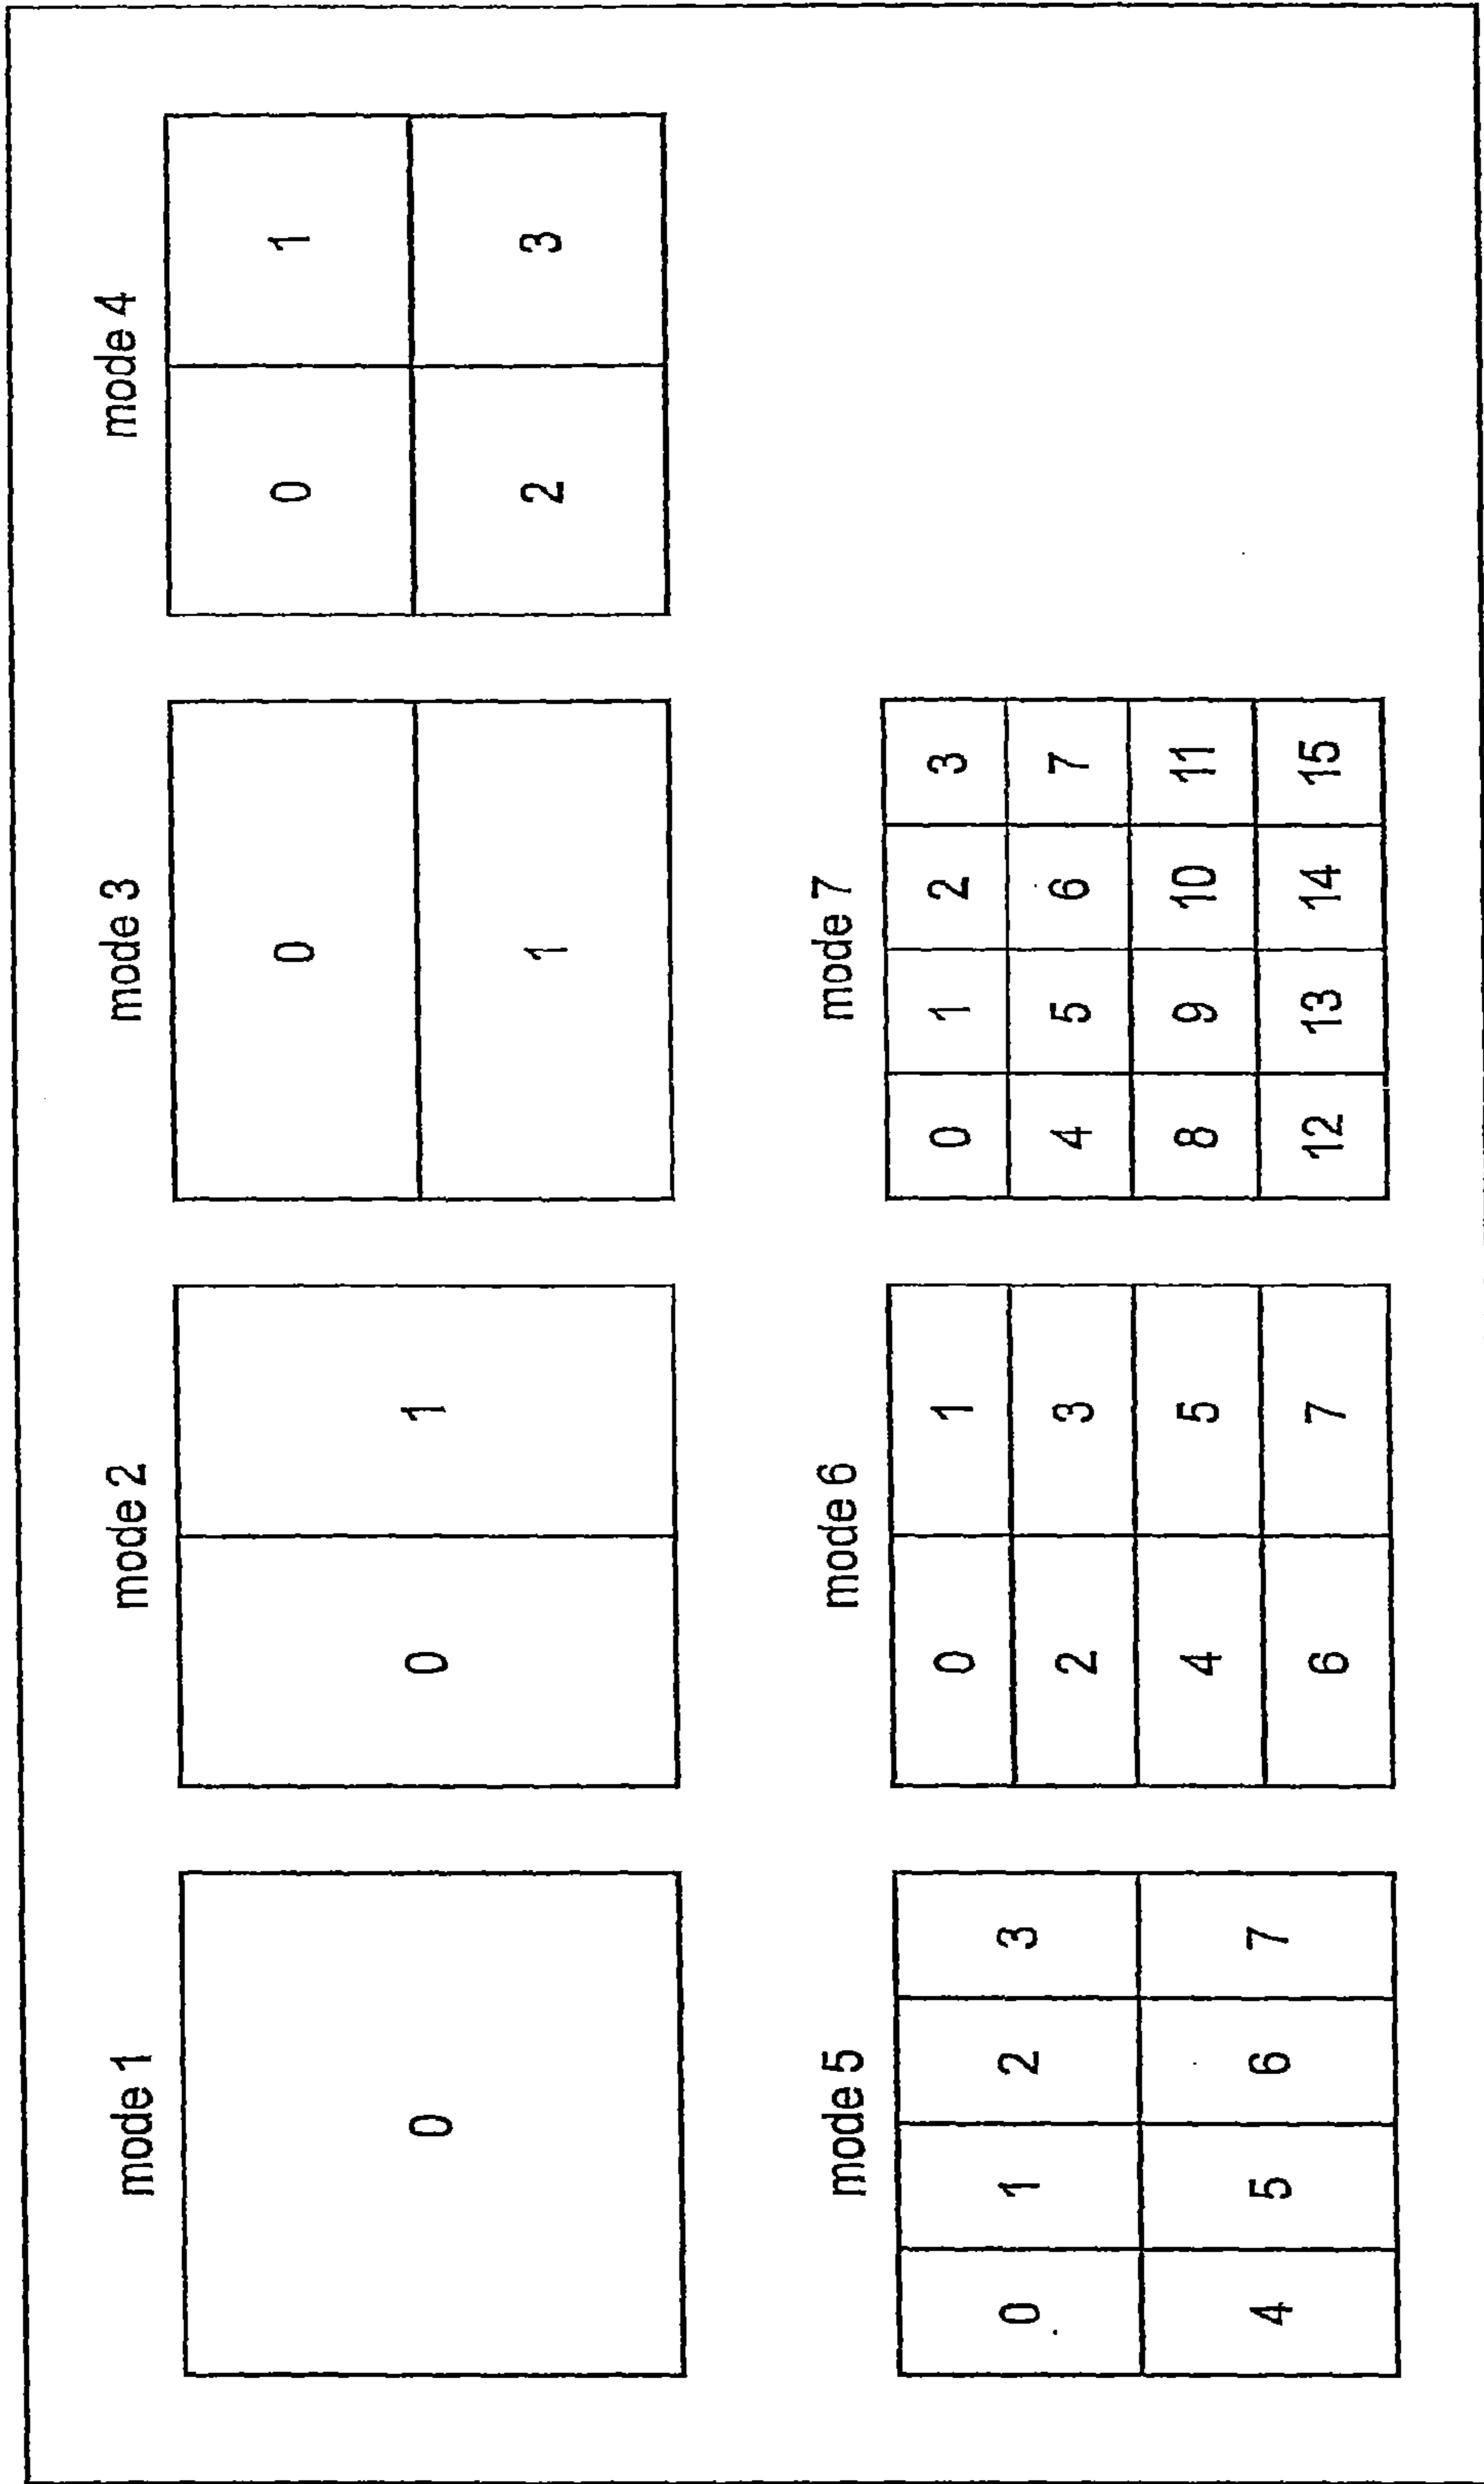 mode 1
0
mode 2
0 1
mode 3
0
1
mode 4
0 1
2 3
mode 5
0 1 2 3
4 5 6 7
mode 6
0 1
2 3
4 5
6 7
mode 7
0 1 2 3
4 5 6 7
8 9 10 11
12 13 14 15